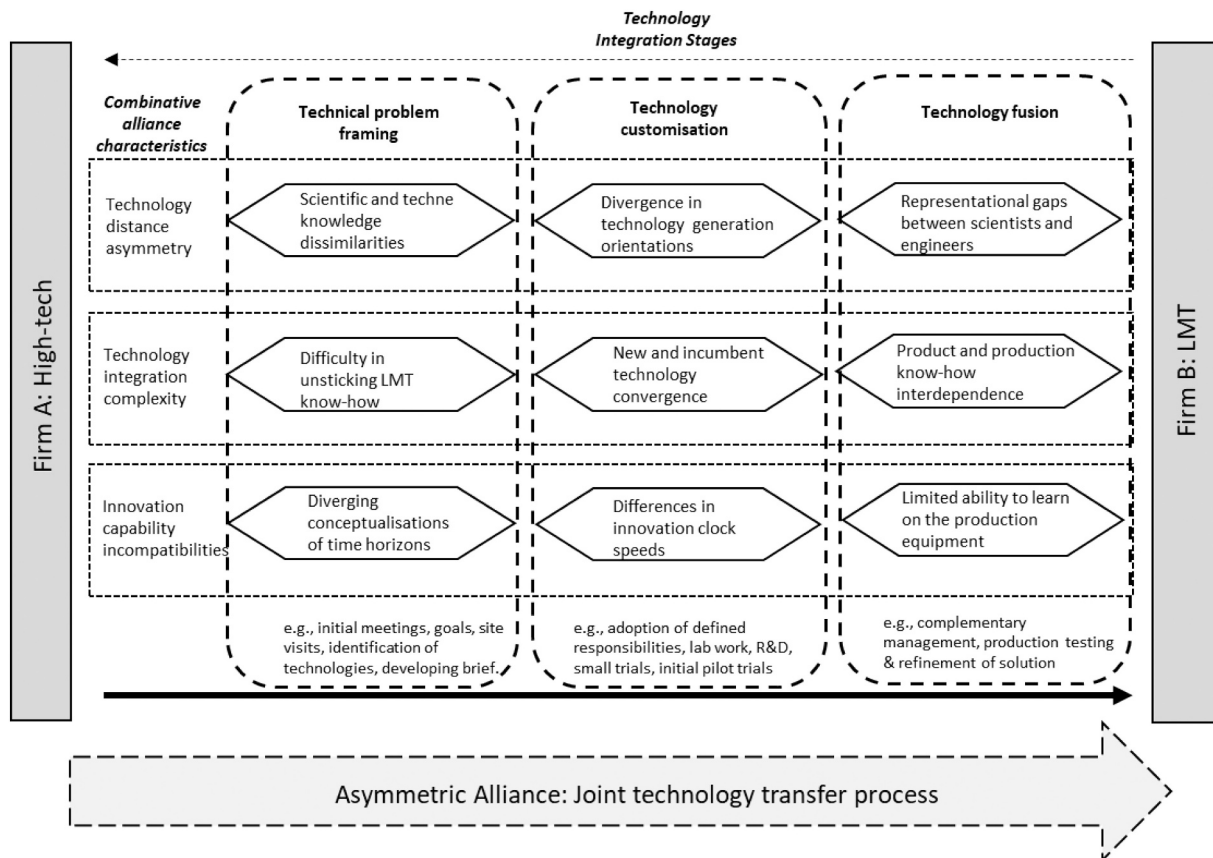 Technology
Integration Stages
Firm A: High-tech
Firm B: LMT
Combinative
alliance
characteristics
Technical problem
framing
Technology
customisation
Technology fusion
Technology
distance
asymmetry
Scientific and techne
knowledge
dissimilarities
Divergence in
technology generation
orientations
Representational gaps
between scientists and
engineers
Technology
integration
complexity
Difficulty in
unsticking LMT
know-how
New and incumbent
technology
convergence
Product and production
know-how
interdependence
Innovation
capability
incompatibilities
Diverging
conceptualisations
of time horizons
Differences in
innovation clock
speeds
Limited ability to learn
on the production
equipment
e.g., initial meetings, goals, site
visits, identification of
technologies, developing brief.
e.g., adoption of defined
responsibilities, lab work, R&D,
small trials, initial pilot trials
e.g., complementary
management, production testing
& refinement of solution
Asymmetric Alliance: Joint technology transfer process